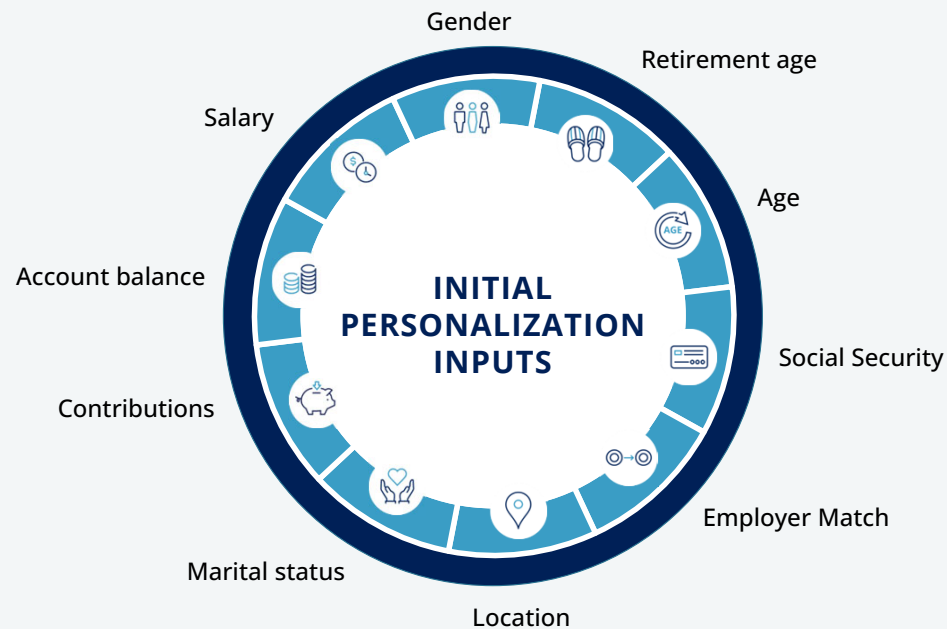 Gender
Retirement age
Salary
Age
AGE
Account balance
INITIAL
PERSONALIZATION
INPUTS
Social Security
Contributions
Employer Match
Marital status
Location
$